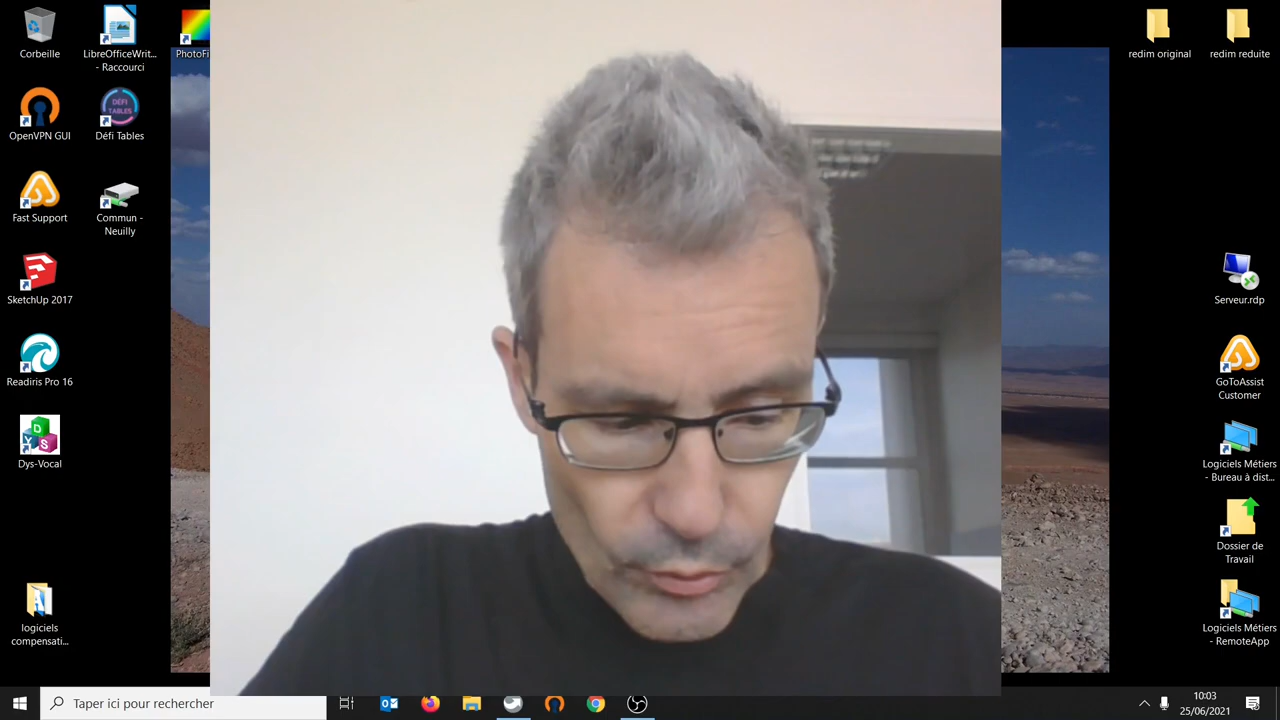 Corbeille
LibreOfficeWrit...
- Raccourci
PhotoFi
redim original
redim reduite
OpenVPN GUI
DÉFI
TABLES
Défi Tables
Fast Support
Commun -
Neuilly
SketchUp 2017
Serveur.rdp
Readiris Pro 16
GoToAssist
Customer
D
Y
S
Dys-Vocal
Logiciels Métiers
- Bureau à dist...
Dossier de
Travail
logiciels
compensati...
Logiciels Métiers
- RemoteApp
Taper ici pour rechercher
10:03
25/06/2021